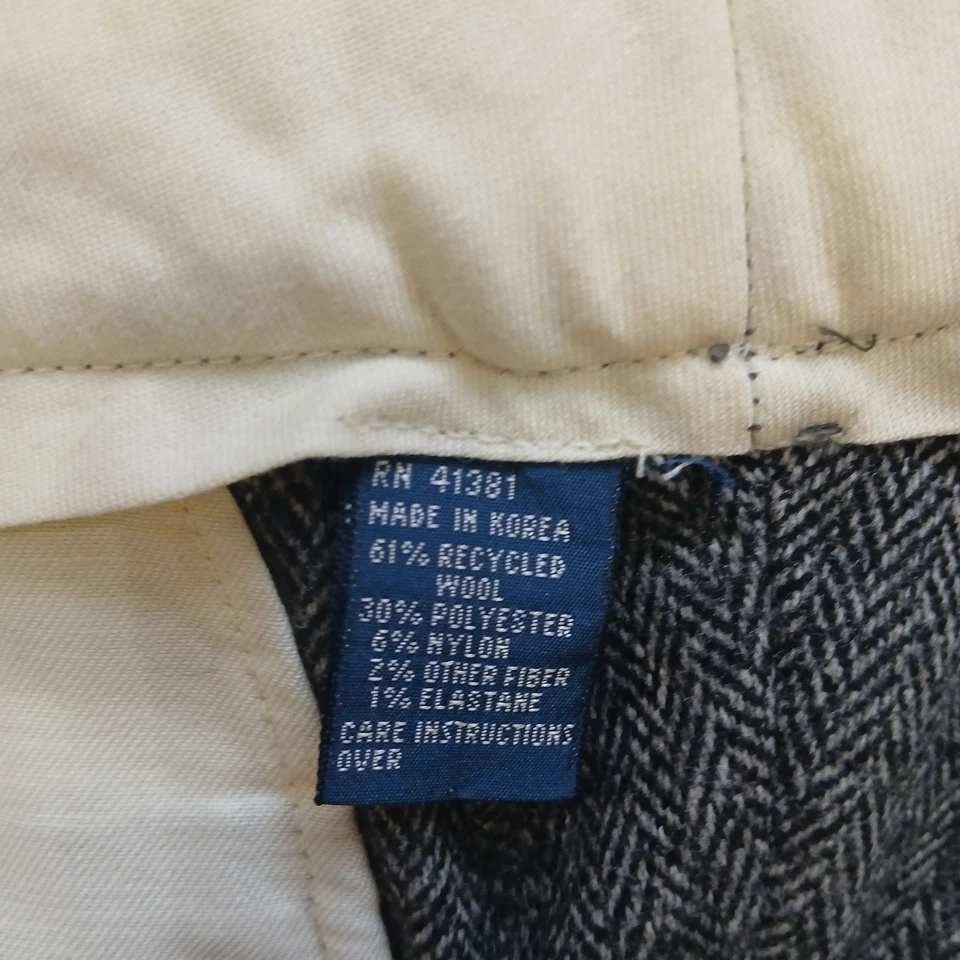 RN 41381
MADE IN KOREA
61% RECYCLED
WOOL
30% POLYESTER
6% NYLON
2% OTHER FIBER
1% ELASTANE
CARE INSTRUCTIONS
OVER